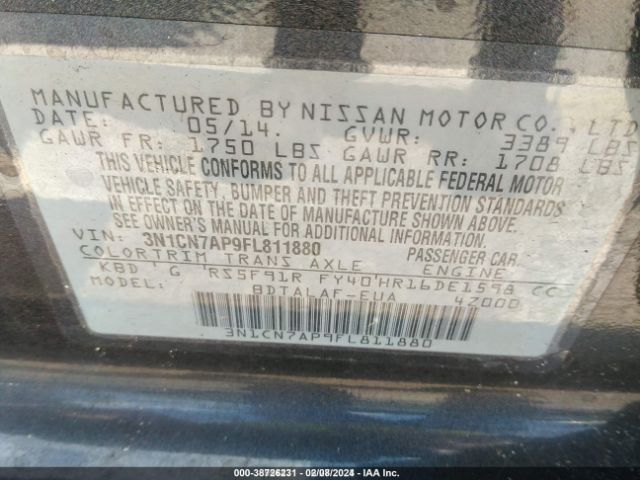 MANUFACTURED BY NISSAN MOTOR CO., LTD
DATE: 05/14. GVWR: 3389 LBS
GAWR FR: 1750 LBS GAWR RR: 1708 LBS
THIS VEHICLE CONFORMS TO ALL APPLICABLE FEDERAL MOTOR
VEHICLE SAFETY, BUMPER AND THEFT PREVENTION STANDARDS
IN EFFECT ON THE DATE OF MANUFACTURE SHOWN ABOVE.
SEE OWNER'S MANUAL FOR ADDITIONAL INFORMATION.
VIN: 3N1CN7AP9FL811880 PASSENGER CAR.
COLOR TRIM TRANS AXLE ENGINE
KBD G RS5F91R FY40 HR16DE1598 CC
MODEL: BDTALAF-EUA 42000
3N1CN7AP9FL811880
000-38726231 - 02/08/2024 - IAA Inc.